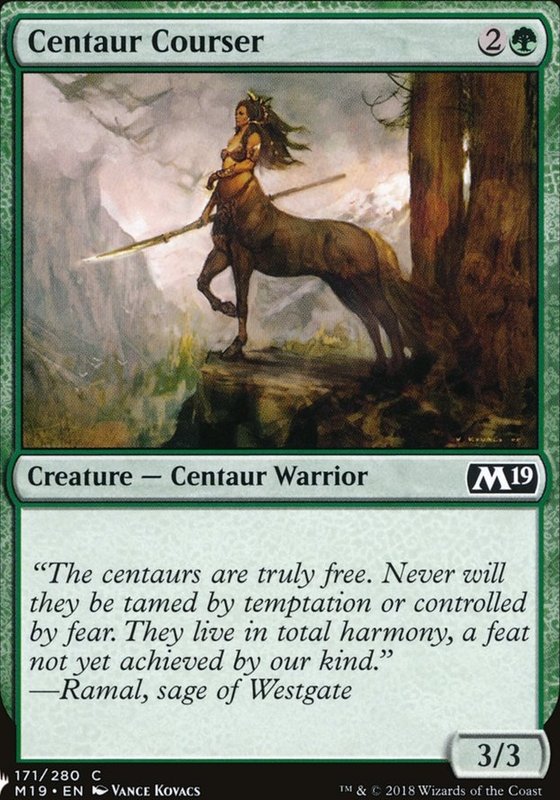 Centaur Courser 2
V. KOVACS 05
Creature — Centaur Warrior M19
“The centaurs are truly free. Never will
they be tamed by temptation or controlled
by fear. They live in total harmony, a feat
not yet achieved by our kind.”
—Ramal, sage of Westgate
3/3
171/280 C
M19 • EN VANCE KOVACS
™ & © 2018 Wizards of the Coast